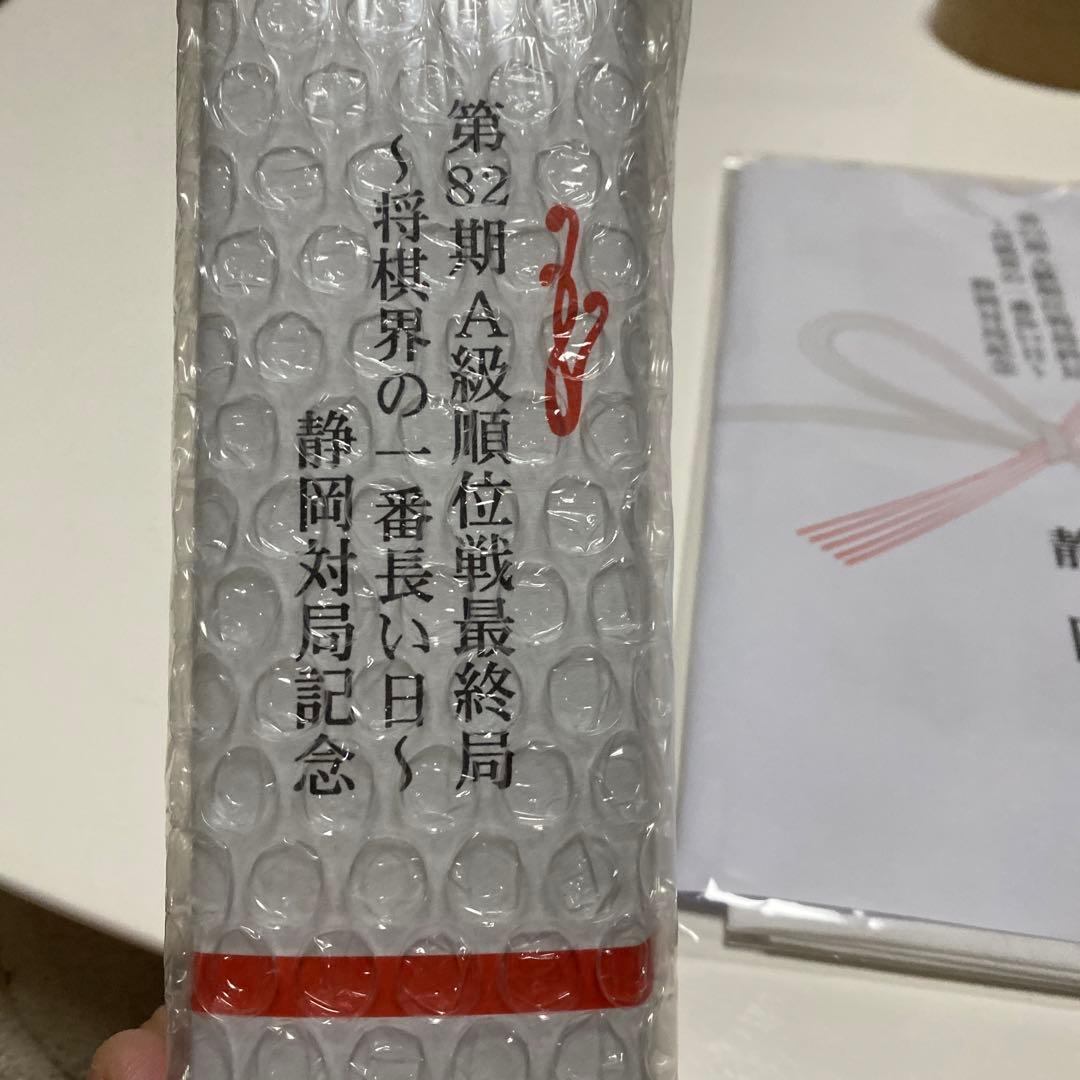 第82期A級順位戦最終局
～将棋界の一番長い日～
静岡対局記念
静